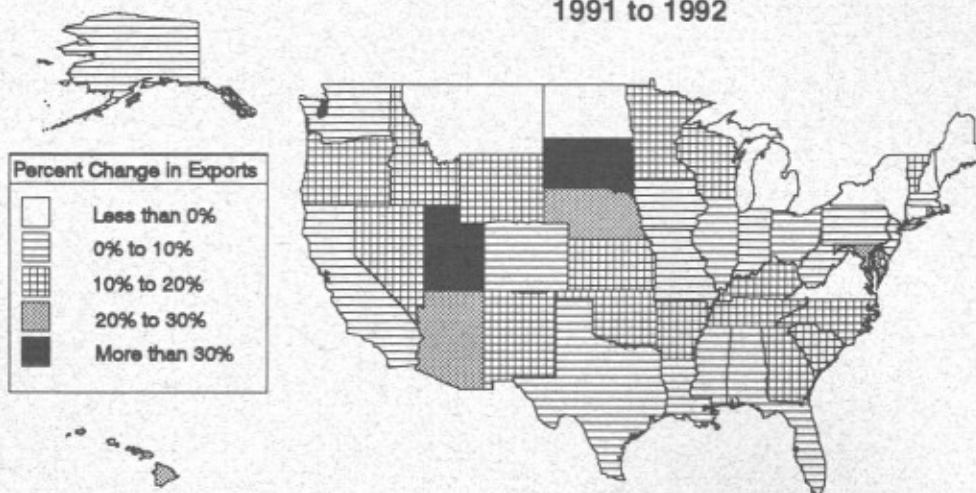 1991 to 1992
Percent Change in Exports
Less than 0%
0% to 10%
10% to 20%
20% to 30%
More than 30%